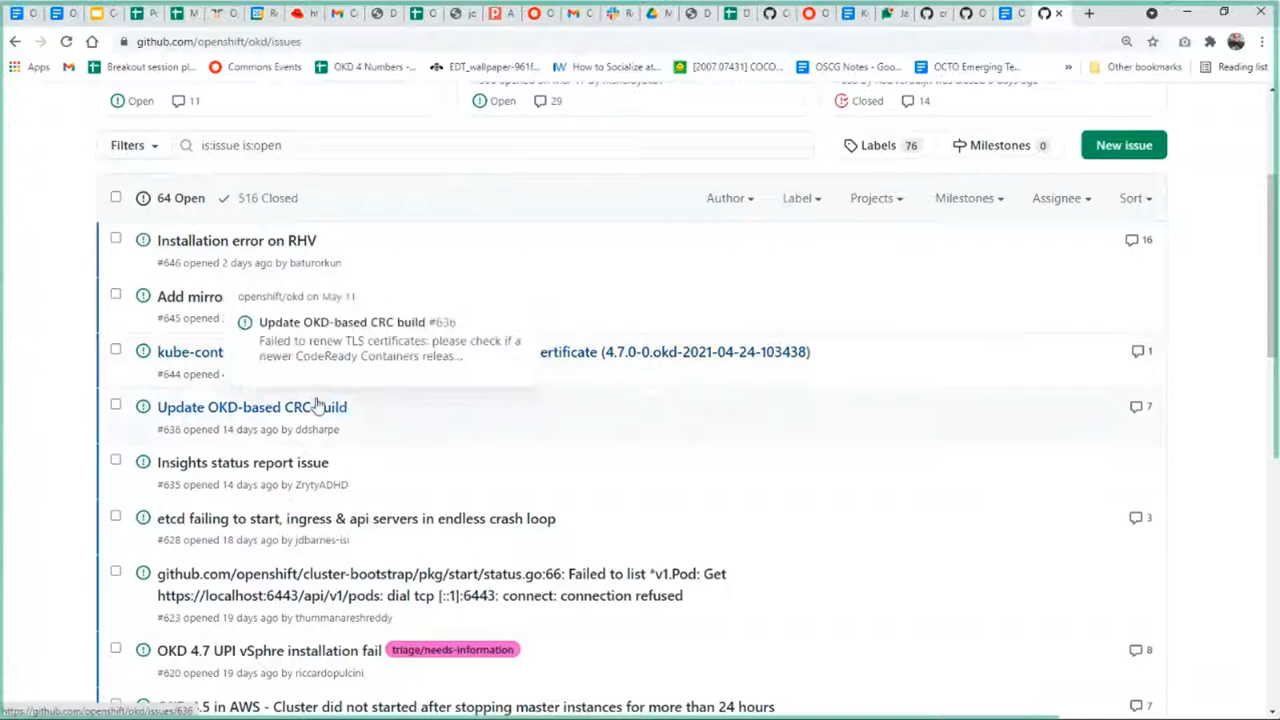 github.com/openshift/okd/issues
Apps
Breakout session pl...
Commons Events
OKD 4 Numbers -...
EDT_wallpaper-961f...
How to Socialize at...
[2007.07431] COCO...
OSCG Notes - Goo...
OCTO Emerging Te...
»
Other bookmarks
Reading list
Open 11
Open 29
Closed 14
Filters
is:issue is:open
Labels 76
Milestones 0
New issue
64 Open
516 Closed
Author
Label
Projects
Milestones
Assignee
Sort
Installation error on RHV
16
#646 opened 2 days ago by baturorkun
Add mirro
#645 opened
openshift/okd on May 11
Update OKD-based CRC build #636
Failed to renew TLS certificates: please check if a
newer CodeReady Containers releas...
kube-cont
ertificate (4.7.0-0.okd-2021-04-24-103438)
1
#644 opened
Update OKD-based CRC build
7
#636 opened 14 days ago by ddsharpe
Insights status report issue
#635 opened 14 days ago by ZrytyADHD
etcd failing to start, ingress & api servers in endless crash loop
3
#628 opened 18 days ago by jdbarnes-isi
github.com/openshift/cluster-bootstrap/pkg/start/status.go:66: Failed to list *v1.Pod: Get
https://localhost:6443/api/v1/pods: dial tcp [::1]:6443: connect: connection refused
#623 opened 19 days ago by thummanareshreddy
OKD 4.7 UPI vSphre installation fail triage/needs-information
8
#620 opened 19 days ago by riccardopulcini
.5 in AWS - Cluster did not started after stopping master instances for more than 24 hours
7
https://github.com/openshift/okd/issues/636